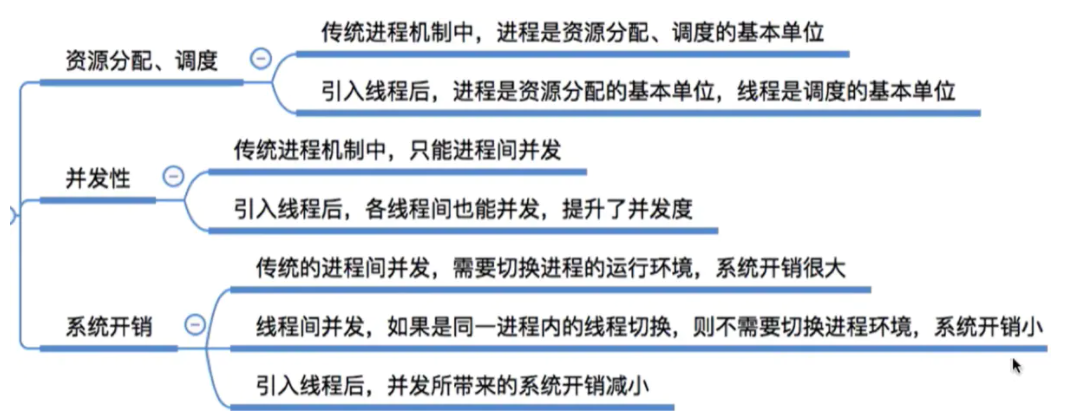 资源分配、调度
传统进程机制中，进程是资源分配、调度的基本单位
引入线程后，进程是资源分配的基本单位，线程是调度的基本单位
并发性
传统进程机制中，只能进程间并发
引入线程后，各线程间也能并发，提升了并发度
系统开销
传统的进程间并发，需要切换进程的运行环境，系统开销很大
线程间并发，如果是同一进程内的线程切换，则不需要切换进程环境，系统开销小
引入线程后，并发所带来的系统开销减小